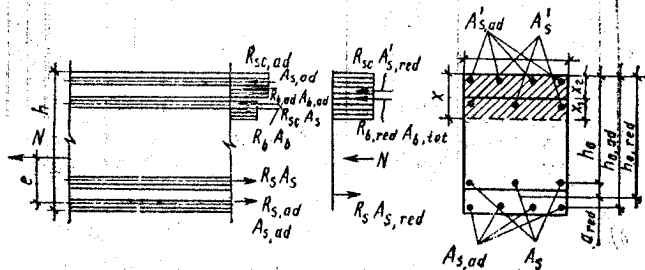 A's,ad A's
Rsc,ad
As,ad
Rb,ad Ab,ad
Rsc As
Rb Ab
Rsc A's,red
Rb,red Ab,tot
h
N
e
Rs As
Rs,ad
As,ad
N
Rs As,red
x
x1 x2
h0
h0,ad
h0,red
ared
As,ad As